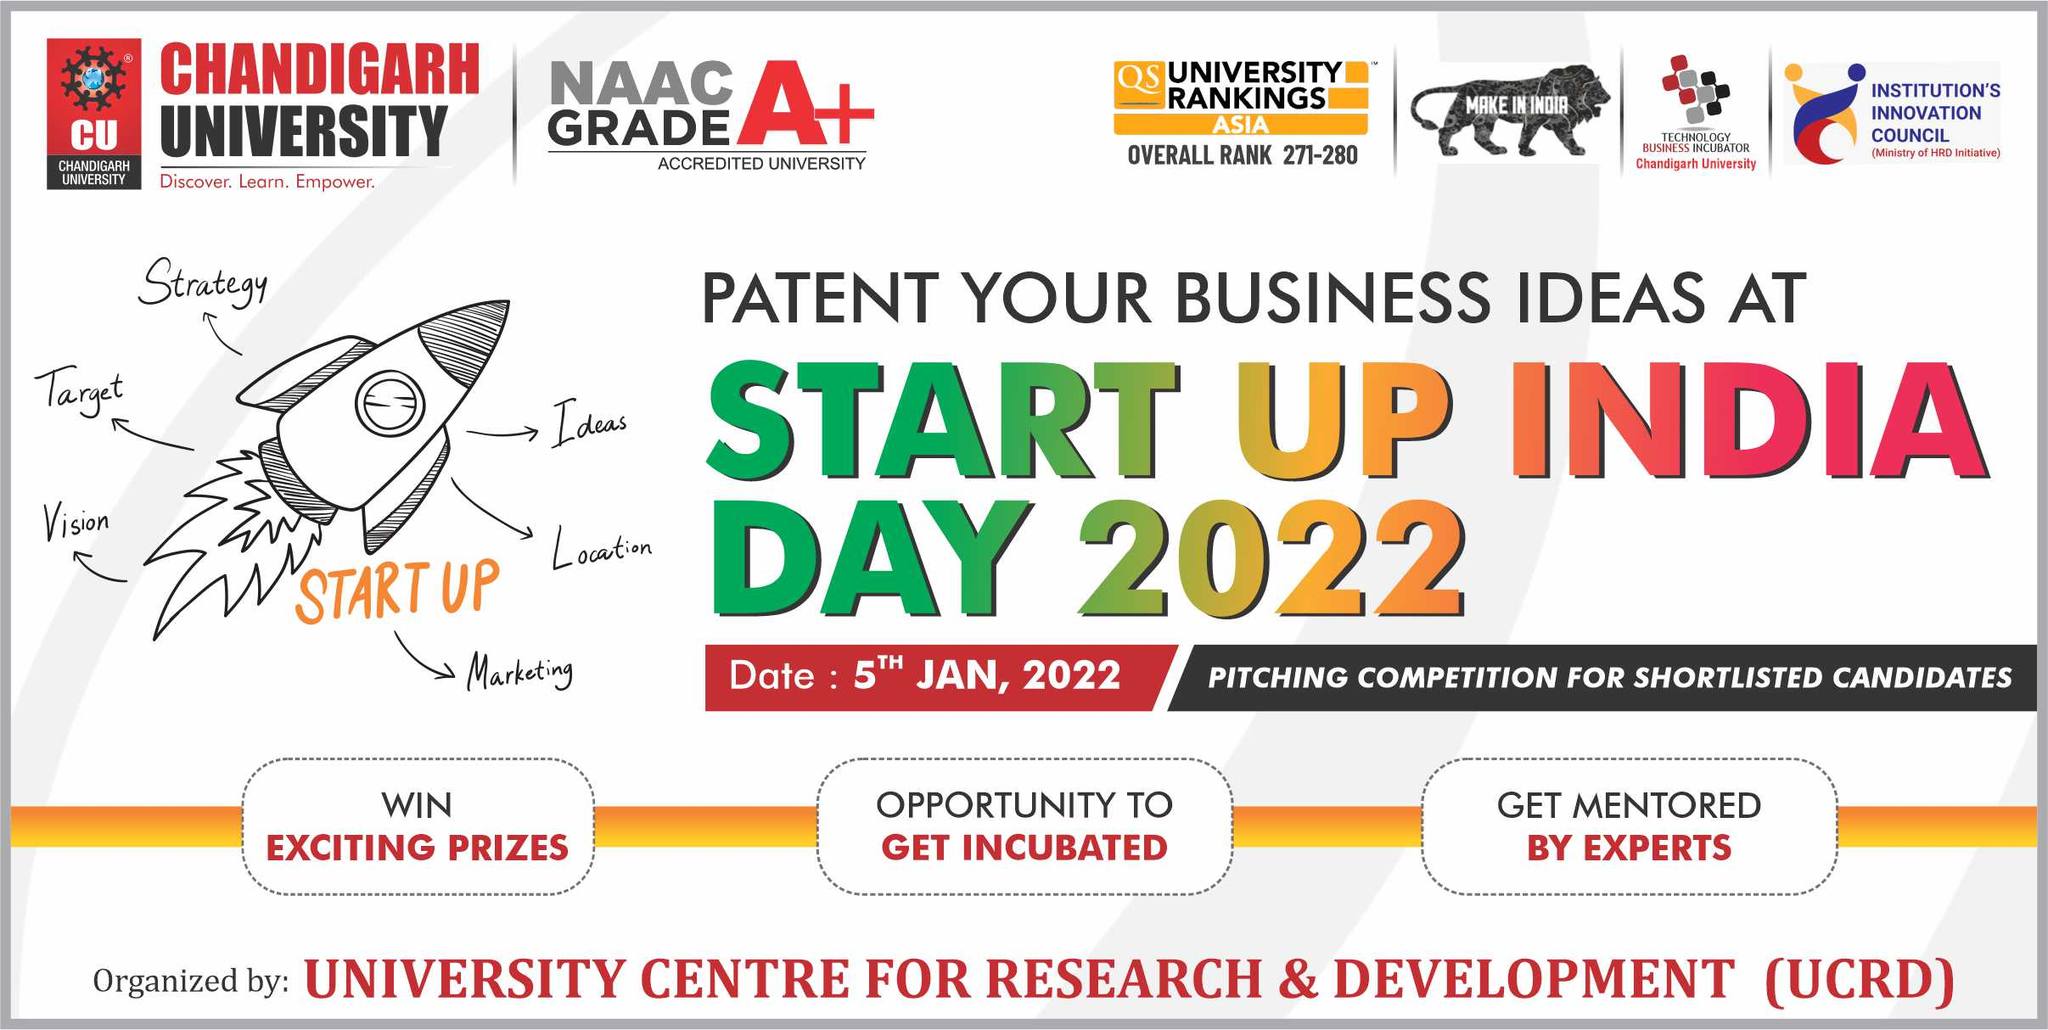 CU
CHANDIGARH
UNIVERSITY
®
CHANDIGARH
UNIVERSITY
Discover. Learn. Empower.
NAAC
GRADE A+
ACCREDITED UNIVERSITY
QS UNIVERSITY
RANKINGS
™
ASIA
OVERALL RANK 271-280
MAKE IN INDIA
TECHNOLOGY
BUSINESS INCUBATOR
Chandigarh University
INSTITUTION'S
INNOVATION
COUNCIL
(Ministry of HRD Initiative)
Strategy
Target
Vision
Ideas
Location
START UP
Marketing
PATENT YOUR BUSINESS IDEAS AT
START UP INDIA
DAY 2022
Date : 5TH JAN, 2022
PITCHING COMPETITION FOR SHORTLISTED CANDIDATES
WIN
EXCITING PRIZES
OPPORTUNITY TO
GET INCUBATED
GET MENTORED
BY EXPERTS
Organized by: UNIVERSITY CENTRE FOR RESEARCH & DEVELOPMENT (UCRD)